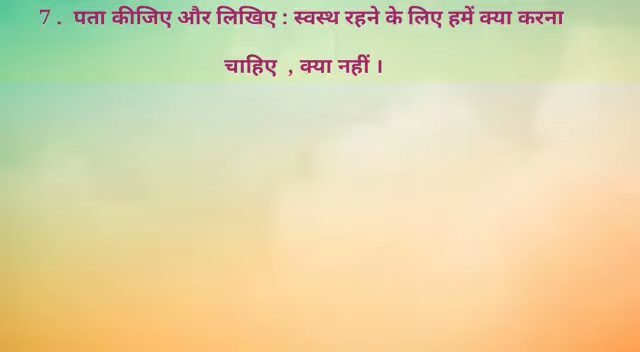 7 . पता कीजिए और लिखिए : स्वस्थ रहने के लिए हमें क्या करना
चाहिए , क्या नहीं ।